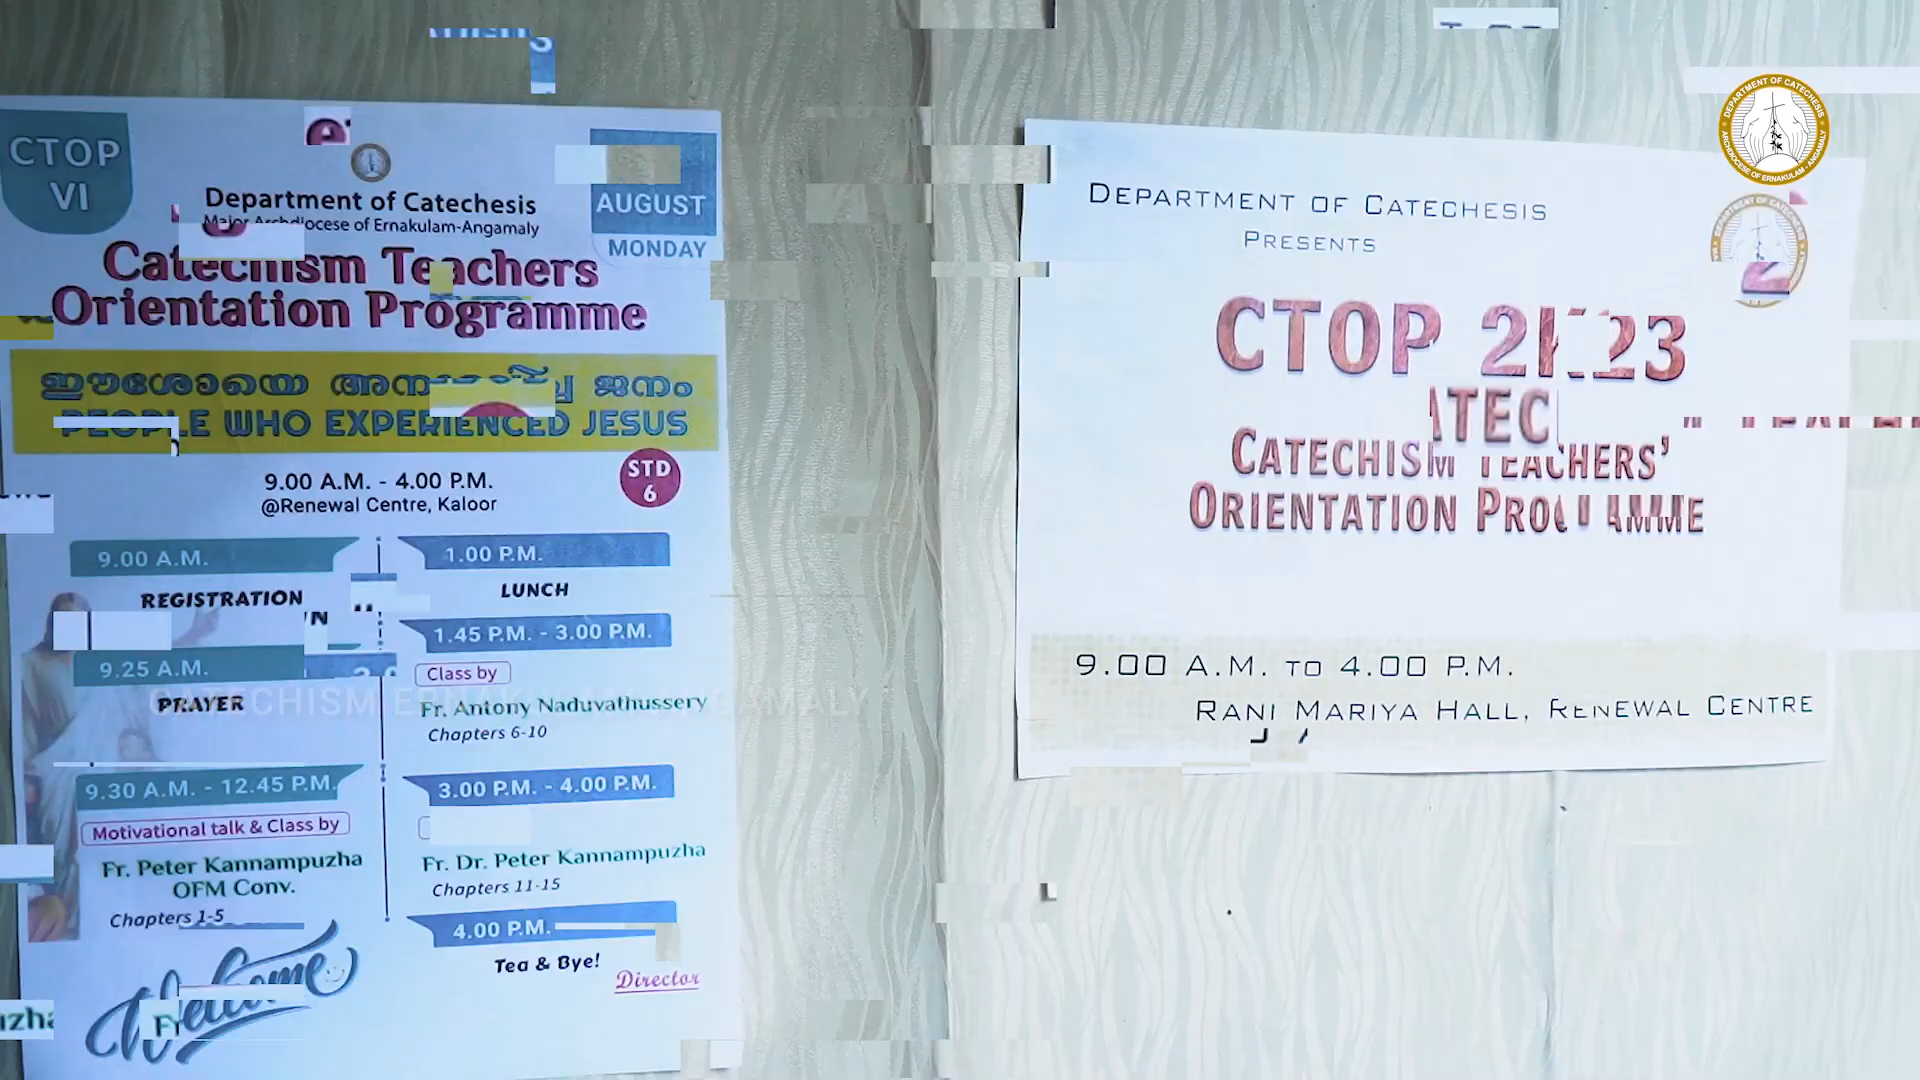 CTOP
VI
Department of Catechesis
Major Archdiocese of Ernakulam-Angamaly
AUGUST
MONDAY
Catechism Teachers
Orientation Programme
ഈശോയെ ജനം
PEOPLE WHO EXPERIENCED JESUS
9.00 A.M. - 4.00 P.M.
@Renewal Centre, Kaloor
STD
6
9.00 A.M.
REGISTRATION
9.25 A.M.
PRAYER
9.30 A.M. - 12.45 P.M.
Motivational talk & Class by
Fr. Peter Kannampuzha
OFM Conv.
Chapters 1-5
Welcome
1.00 P.M.
LUNCH
1.45 P.M. - 3.00 P.M.
Class by
Fr. Antony Naduvathussery
Chapters 6-10
3.00 P.M. - 4.00 P.M.
Fr. Dr. Peter Kannampuzha
Chapters 11-15
4.00 P.M.
Tea & Bye!
Director
CATECHISM ERNAKULAM ANGAMALY
DEPARTMENT OF CATECHESIS
ARCHDIOCESE OF ERNAKULAM - ANGAMALY
DEPARTMENT OF CATECHESIS
PRESENTS
CTOP 2K23
CATECHISM TEACHERS'
ORIENTATION PROGRAMME
9.00 A.M. TO 4.00 P.M.
RANI MARIYA HALL, RENEWAL CENTRE